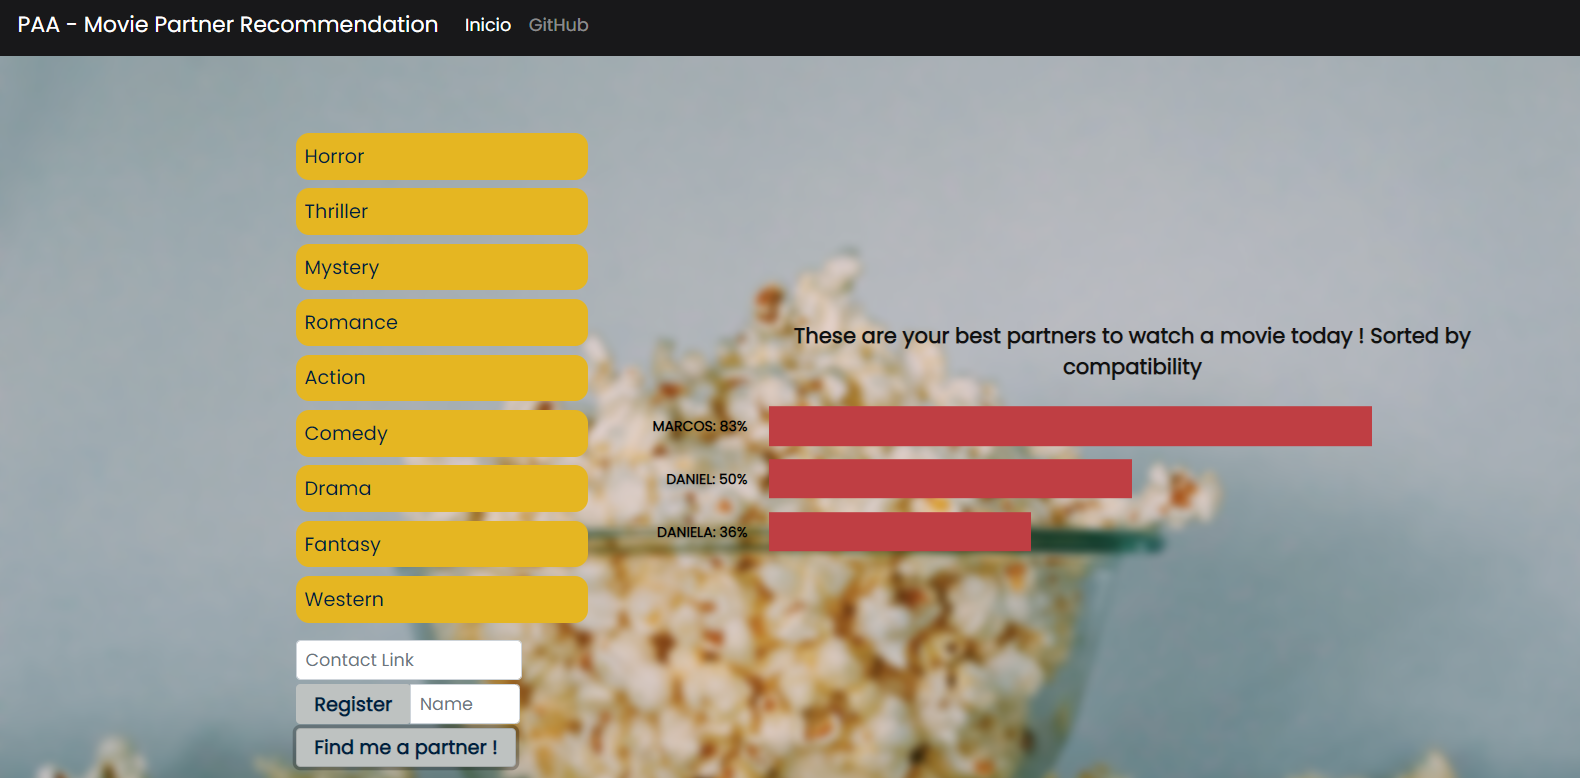 PAA - Movie Partner Recommendation Inicio GitHub
Horror
Thriller
Mystery
Romance
Action
Comedy
Drama
Fantasy
Western
Contact Link
Register Name
Find me a partner !
These are your best partners to watch a movie today ! Sorted by
compatibility
MARCOS: 83%
DANIEL: 50%
DANIELA: 36%